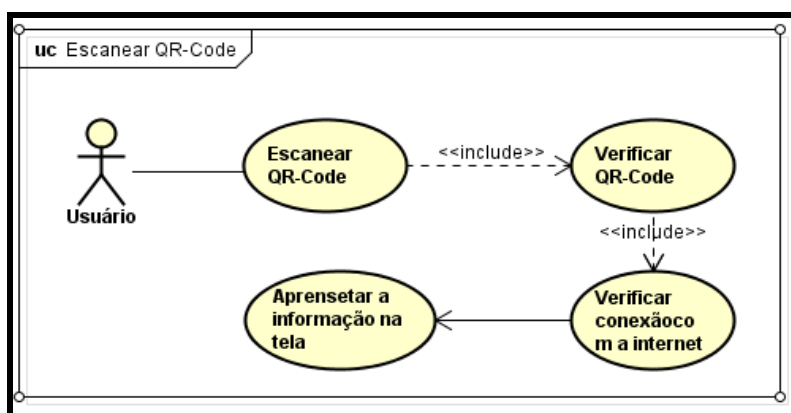 uc Escanear QR-Code
Usuário
Escanear
QR-Code
<<include>>
Verificar
QR-Code
<<include>>
Aprensetar a
informação na
tela
Verificar
conexãoco
m a internet